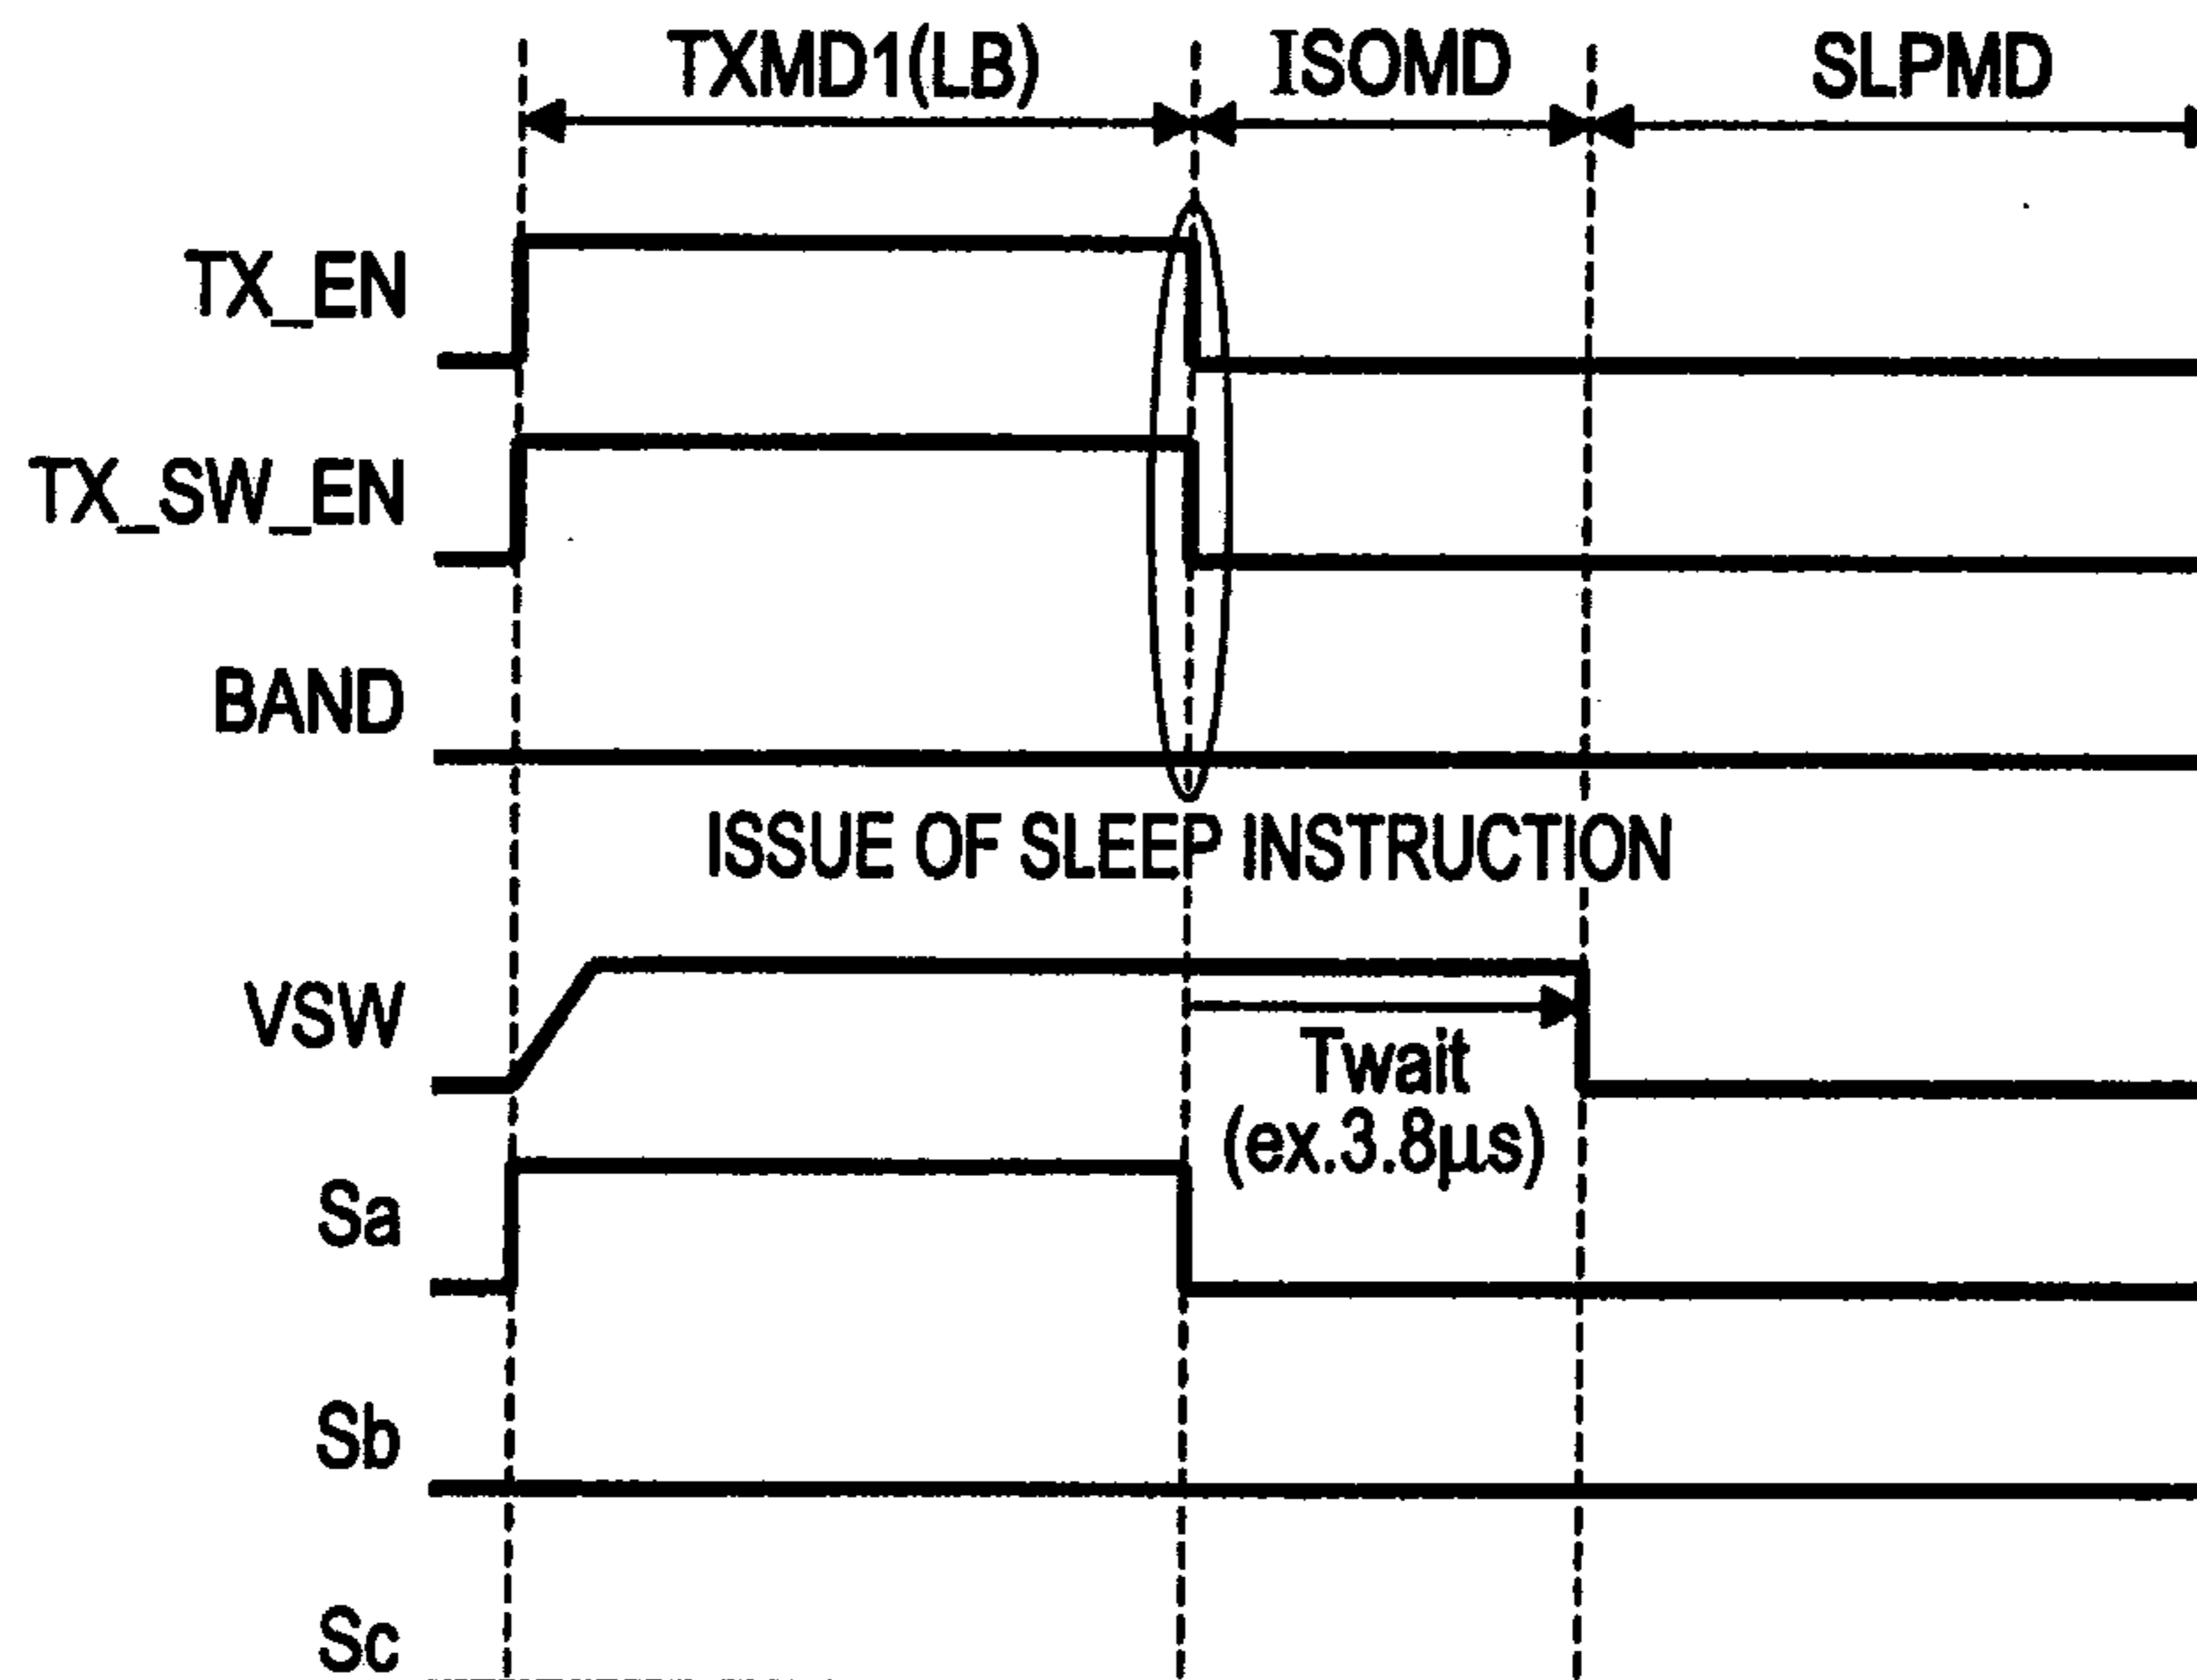 TXMD1(LB) ISOMD SLPMD
TX_EN
TX_SW_EN
BAND
ISSUE OF SLEEP INSTRUCTION
VSW
Twait
(ex.3.8μs)
Sa
Sb
Sc